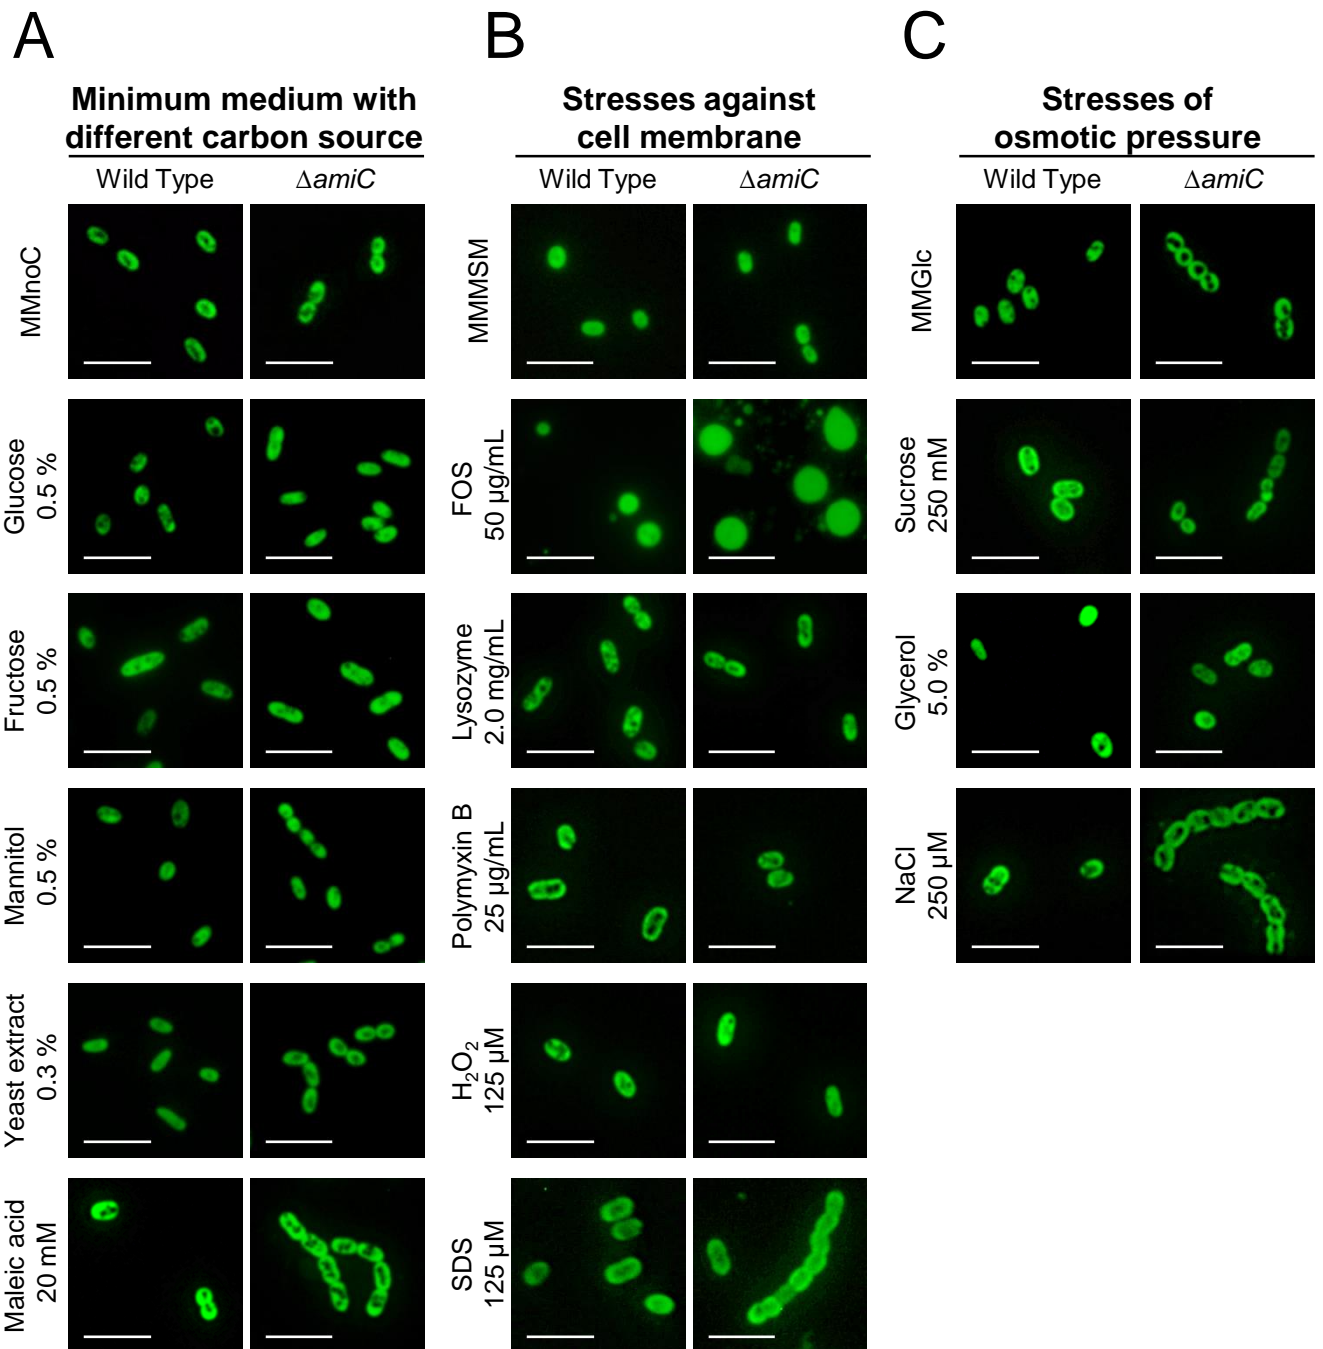 A
Minimum medium with
different carbon source
Wild Type
ΔamiC
MMnoC
Glucose
0.5 %
Fructose
0.5 %
Mannitol
0.5 %
Yeast extract
0.3 %
Maleic acid
20 mM
B
Stresses against
cell membrane
Wild Type
ΔamiC
MMMSM
FOS
50 µg/mL
Lysozyme
2.0 mg/mL
Polymyxin B
25 µg/mL
H₂O₂
125 µM
SDS
125 µM
C
Stresses of
osmotic pressure
Wild Type
ΔamiC
MMGlc
Sucrose
250 mM
Glycerol
5.0 %
NaCl
250 µM